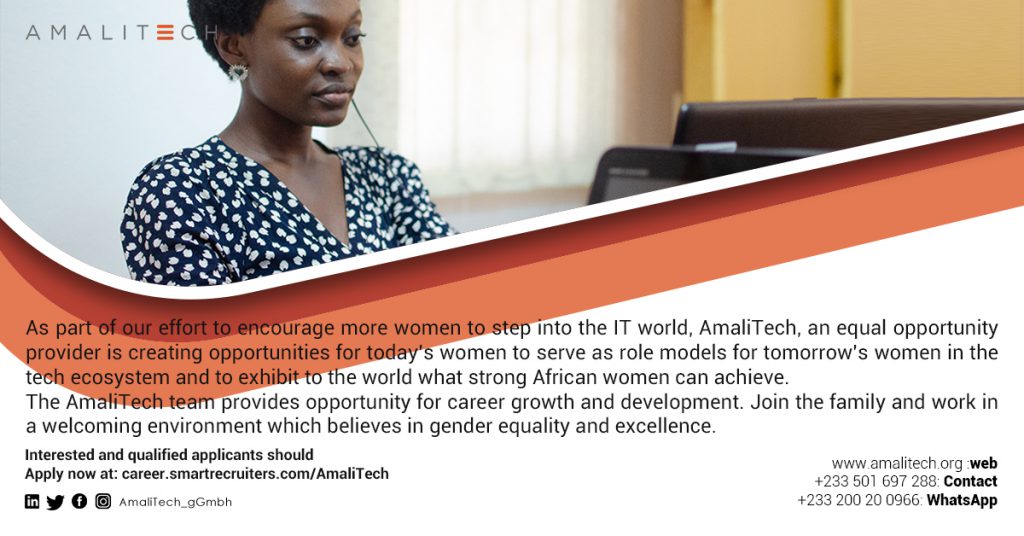 AMALITECH
As part of our effort to encourage more women to step into the IT world, AmaliTech, an equal opportunity
provider is creating opportunities for today's women to serve as role models for tomorrow's women in the
tech ecosystem and to exhibit to the world what strong African women can achieve.
The AmaliTech team provides opportunity for career growth and development. Join the family and work in
a welcoming environment which believes in gender equality and excellence.
Interested and qualified applicants should
Apply now at: career.smartrecruiters.com/AmaliTech
AmaliTech_gGmbh
www.amalitech.org :web
+233 501 697 288: Contact
+233 200 20 0966: WhatsApp